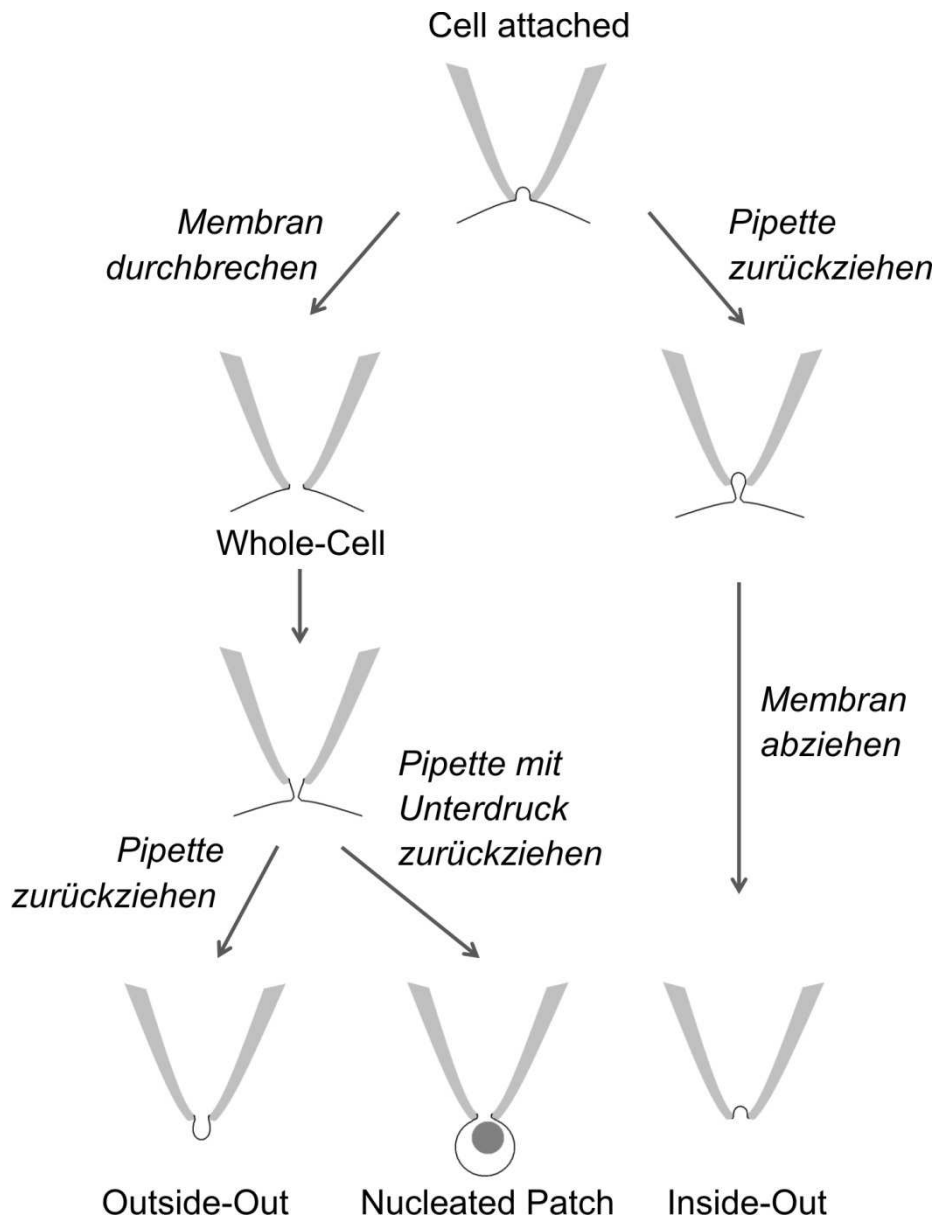 Cell attached
Membran
durchbrechen
Pipette
zurückziehen
Whole-Cell
Membran
abziehen
Pipette mit
Unterdruck
zurückziehen
Pipette
zurückziehen
Outside-Out
Nucleated Patch
Inside-Out